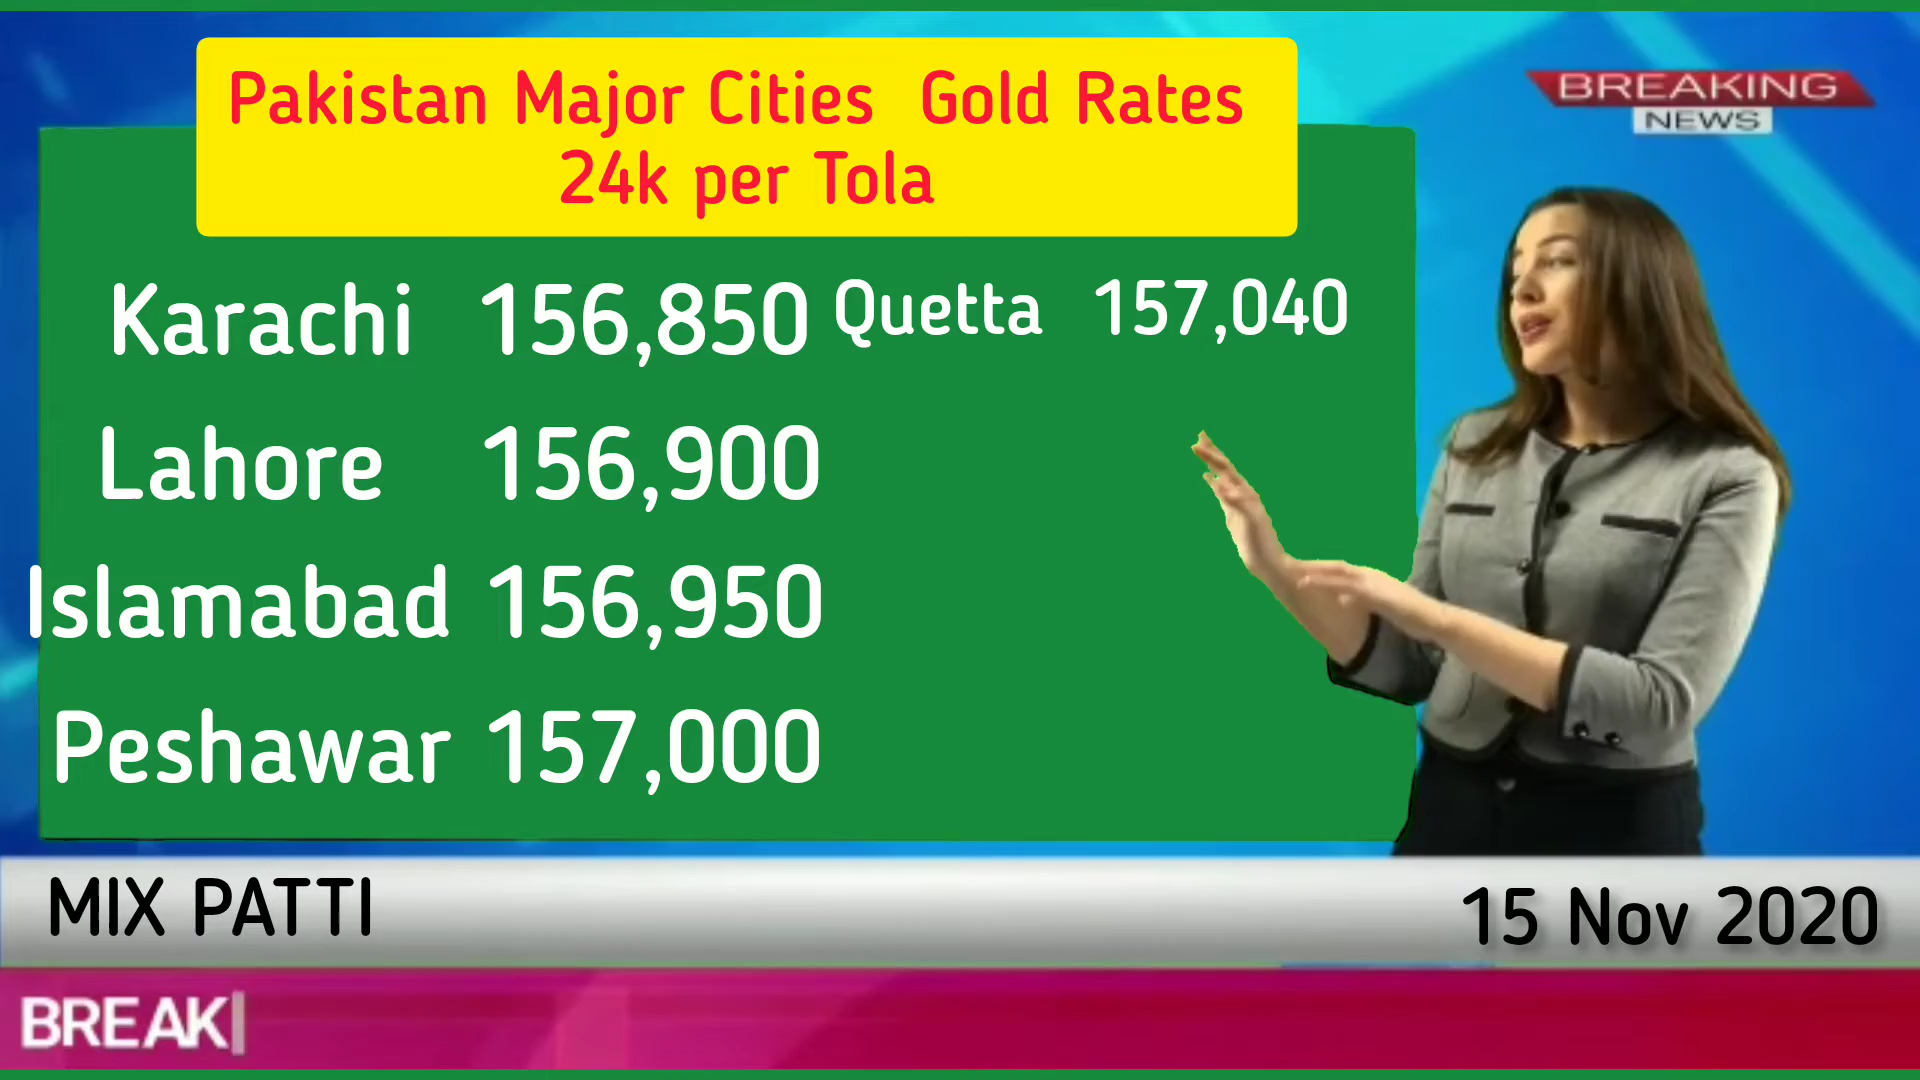 Pakistan Major Cities Gold Rates
24k per Tola
BREAKING
NEWS
Karachi 156,850 Quetta 157,040
Lahore 156,900
Islamabad 156,950
Peshawar 157,000
MIX PATTI 15 Nov 2020
BREAK